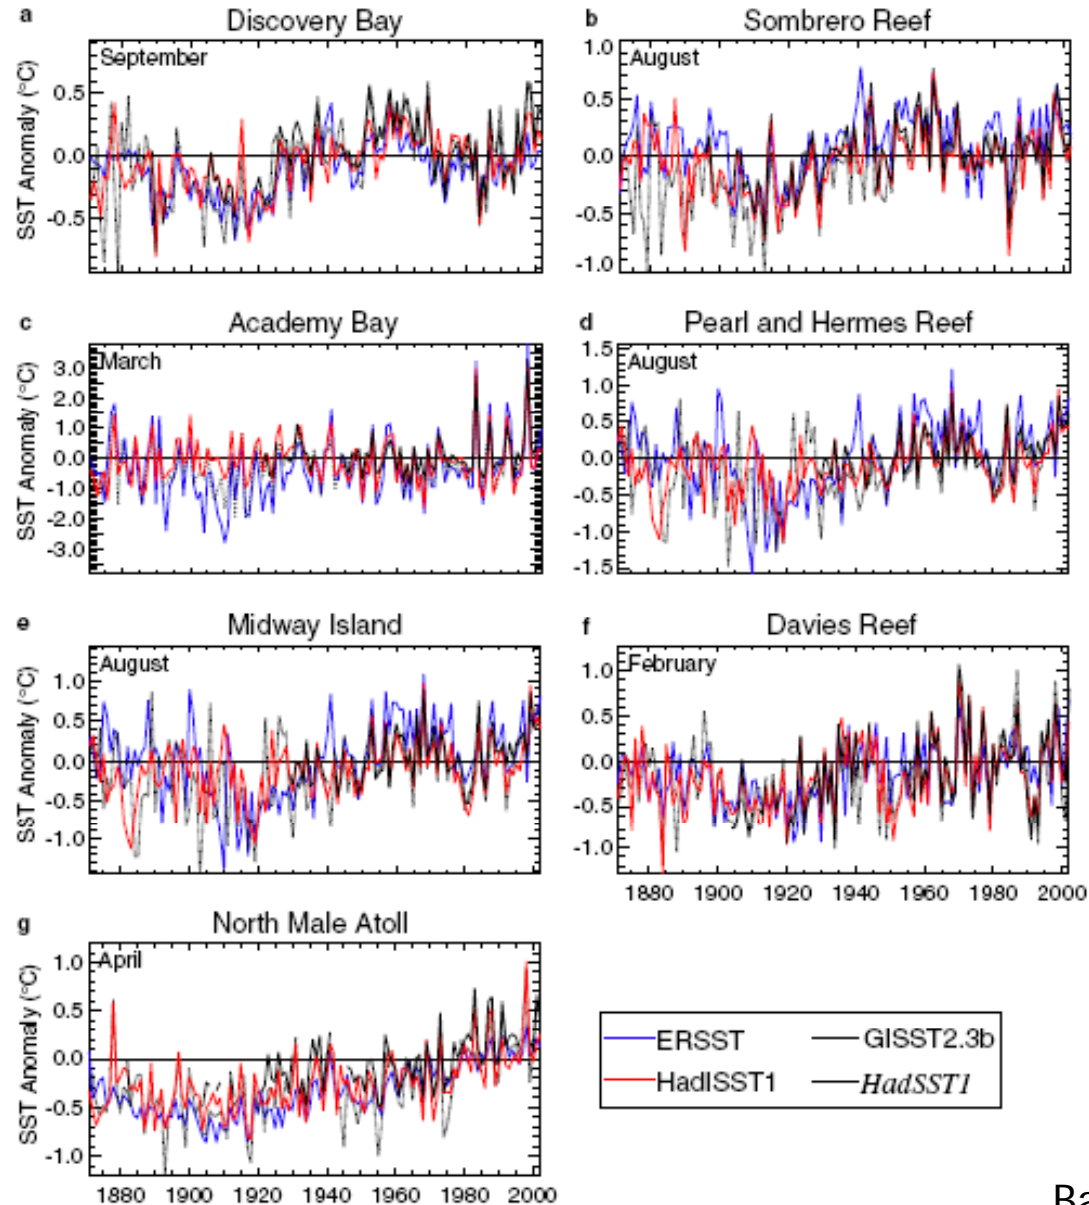 a Discovery Bay
September
SST Anomaly (°C)
0.5
0.0
-0.5
b Sombrero Reef
August
1.0
0.5
0.0
-0.5
-1.0
c Academy Bay
March
SST Anomaly (°C)
3.0
2.0
1.0
0.0
-1.0
-2.0
-3.0
d Pearl and Hermes Reef
August
1.5
1.0
0.5
0.0
-0.5
-1.0
-1.5
e Midway Island
August
SST Anomaly (°C)
1.0
0.5
0.0
-0.5
-1.0
f Davies Reef
February
1.0
0.5
0.0
-0.5
-1.0
1880 1900 1920 1940 1960 1980 2000
g North Male Atoll
April
SST Anomaly (°C)
1.0
0.5
0.0
-0.5
-1.0
1880 1900 1920 1940 1960 1980 2000
ERSST GISST2.3b
HadISST1 HadSST1